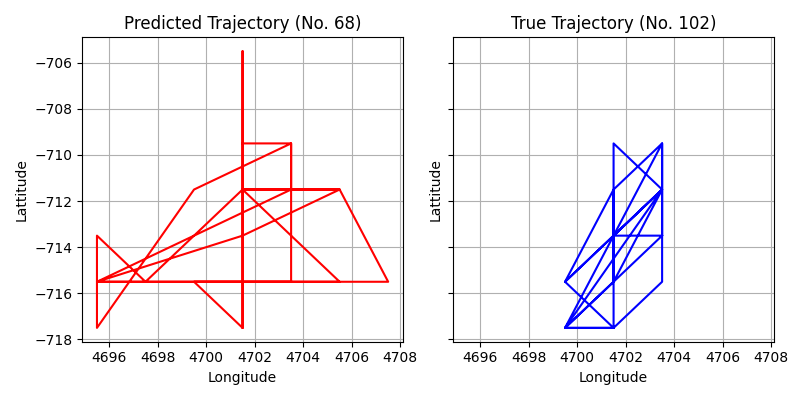 Predicted Trajectory (No. 68)
True Trajectory (No. 102)
−706
−708
−710
−712
−714
−716
−718
Lattitude
Lattitude
4696 4698 4700 4702 4704 4706 4708
4696 4698 4700 4702 4704 4706 4708
Longitude
Longitude